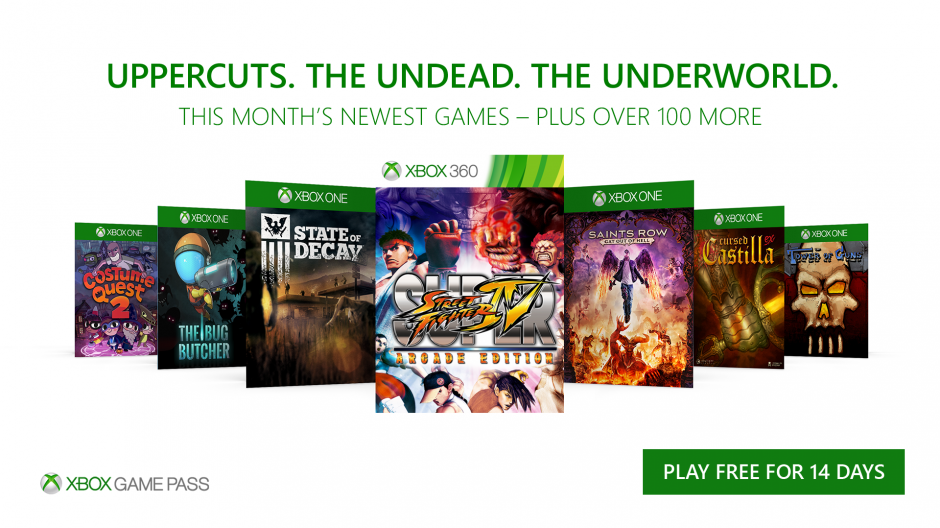 UPPERCUTS. THE UNDEAD. THE UNDERWORLD.
THIS MONTH'S NEWEST GAMES – PLUS OVER 100 MORE
XBOX ONE
Costume
Quest
2
XBOX ONE
THE BUG
BUTCHER
XBOX ONE
STATE OF
DECAY
XBOX 360
SUPER
STREET
FIGHTER IV
ARCADE EDITION
XBOX ONE
SAINTS ROW
GAT OUT OF HELL
XBOX ONE
cursed
Castilla
XBOX ONE
TOWER OF GUNS
XBOX GAME PASS
PLAY FREE FOR 14 DAYS